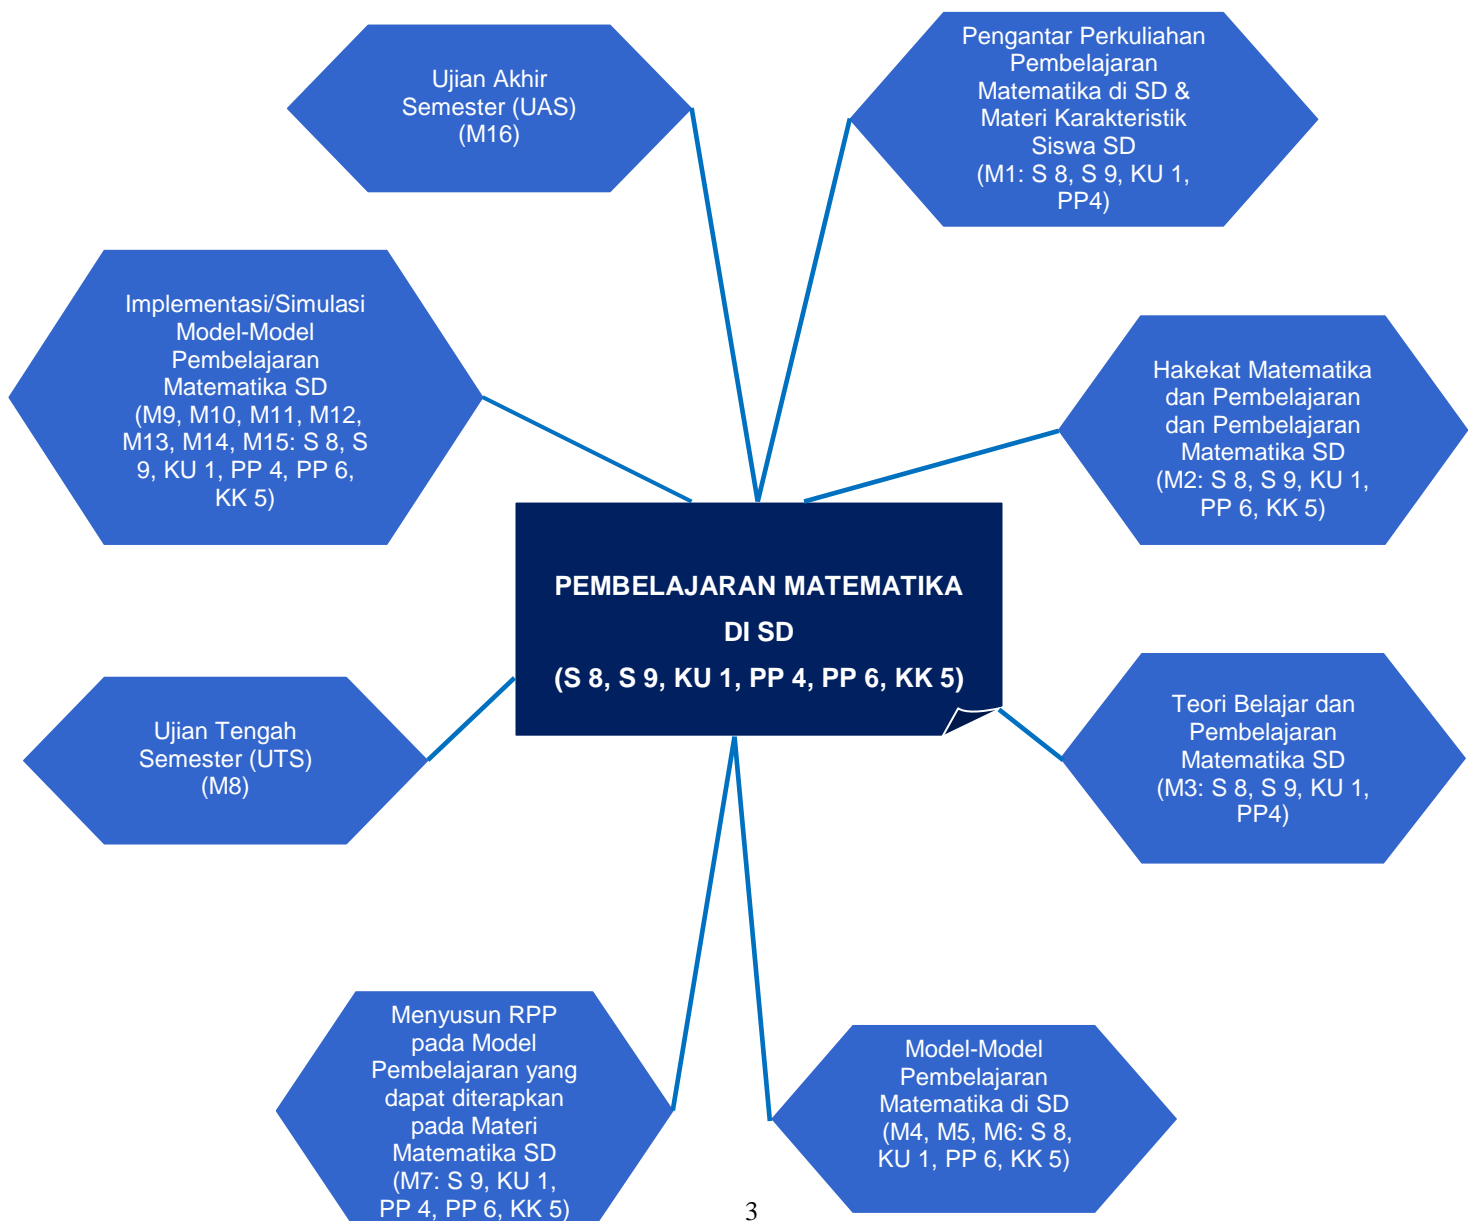 Ujian Akhir
Semester (UAS)
(M16)
Pengantar Perkuliahan
Pembelajaran
Matematika di SD &
Materi Karakteristik
Siswa SD
(M1: S 8, S 9, KU 1,
PP4)
Implementasi/Simulasi
Model-Model
Pembelajaran
Matematika SD
(M9, M10, M11, M12,
M13, M14, M15: S 8, S
9, KU 1, PP 4, PP 6,
KK 5)
Hakekat Matematika
dan Pembelajaran
dan Pembelajaran
Matematika SD
(M2: S 8, S 9, KU 1,
PP 6, KK 5)
PEMBELAJARAN MATEMATIKA
DI SD
(S 8, S 9, KU 1, PP 4, PP 6, KK 5)
Ujian Tengah
Semester (UTS)
(M8)
Teori Belajar dan
Pembelajaran
Matematika SD
(M3: S 8, S 9, KU 1,
PP4)
Menyusun RPP
pada Model
Pembelajaran yang
dapat diterapkan
pada Materi
Matematika SD
(M7: S 9, KU 1,
PP 4, PP 6, KK 5)
Model-Model
Pembelajaran
Matematika di SD
(M4, M5, M6: S 8,
KU 1, PP 6, KK 5)
3